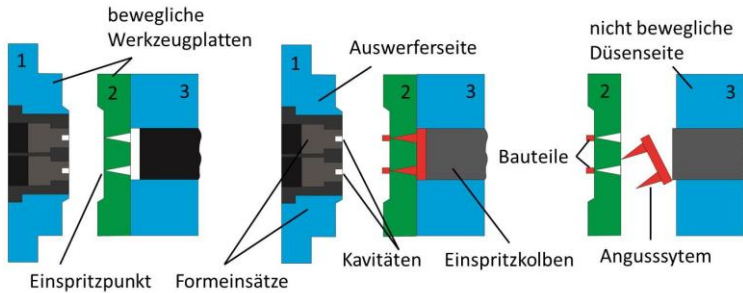 bewegliche
Werkzeugplatten
1
2
3
Einspritzpunkt
Formeinsätze
1
Auswerferseite
2
3
Kavitäten
Einspritzkolben
nicht bewegliche
Düsenseite
2
3
Bauteile
Angusssytem